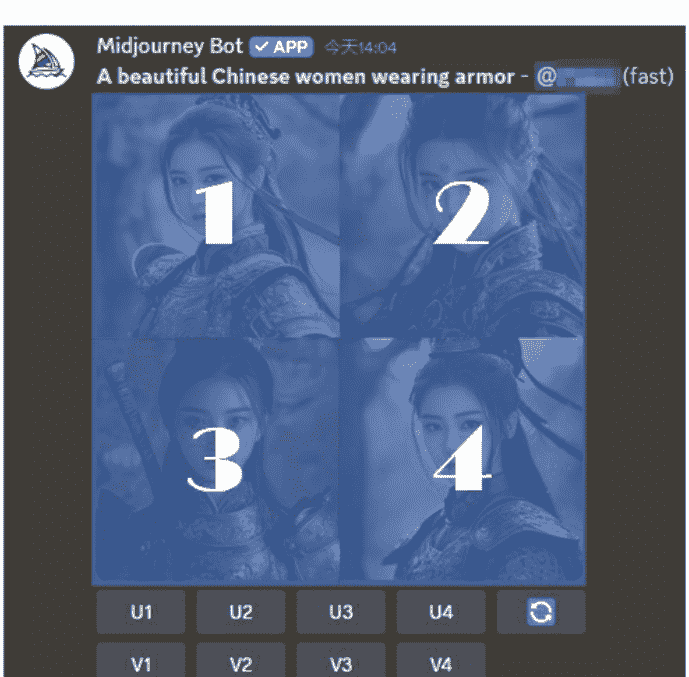 Midjourney Bot ✓ APP 今天14:04
A beautiful Chinese women wearing armor - @ (fast)
1 2
3 4
U1 U2 U3 U4
V1 V2 V3 V4